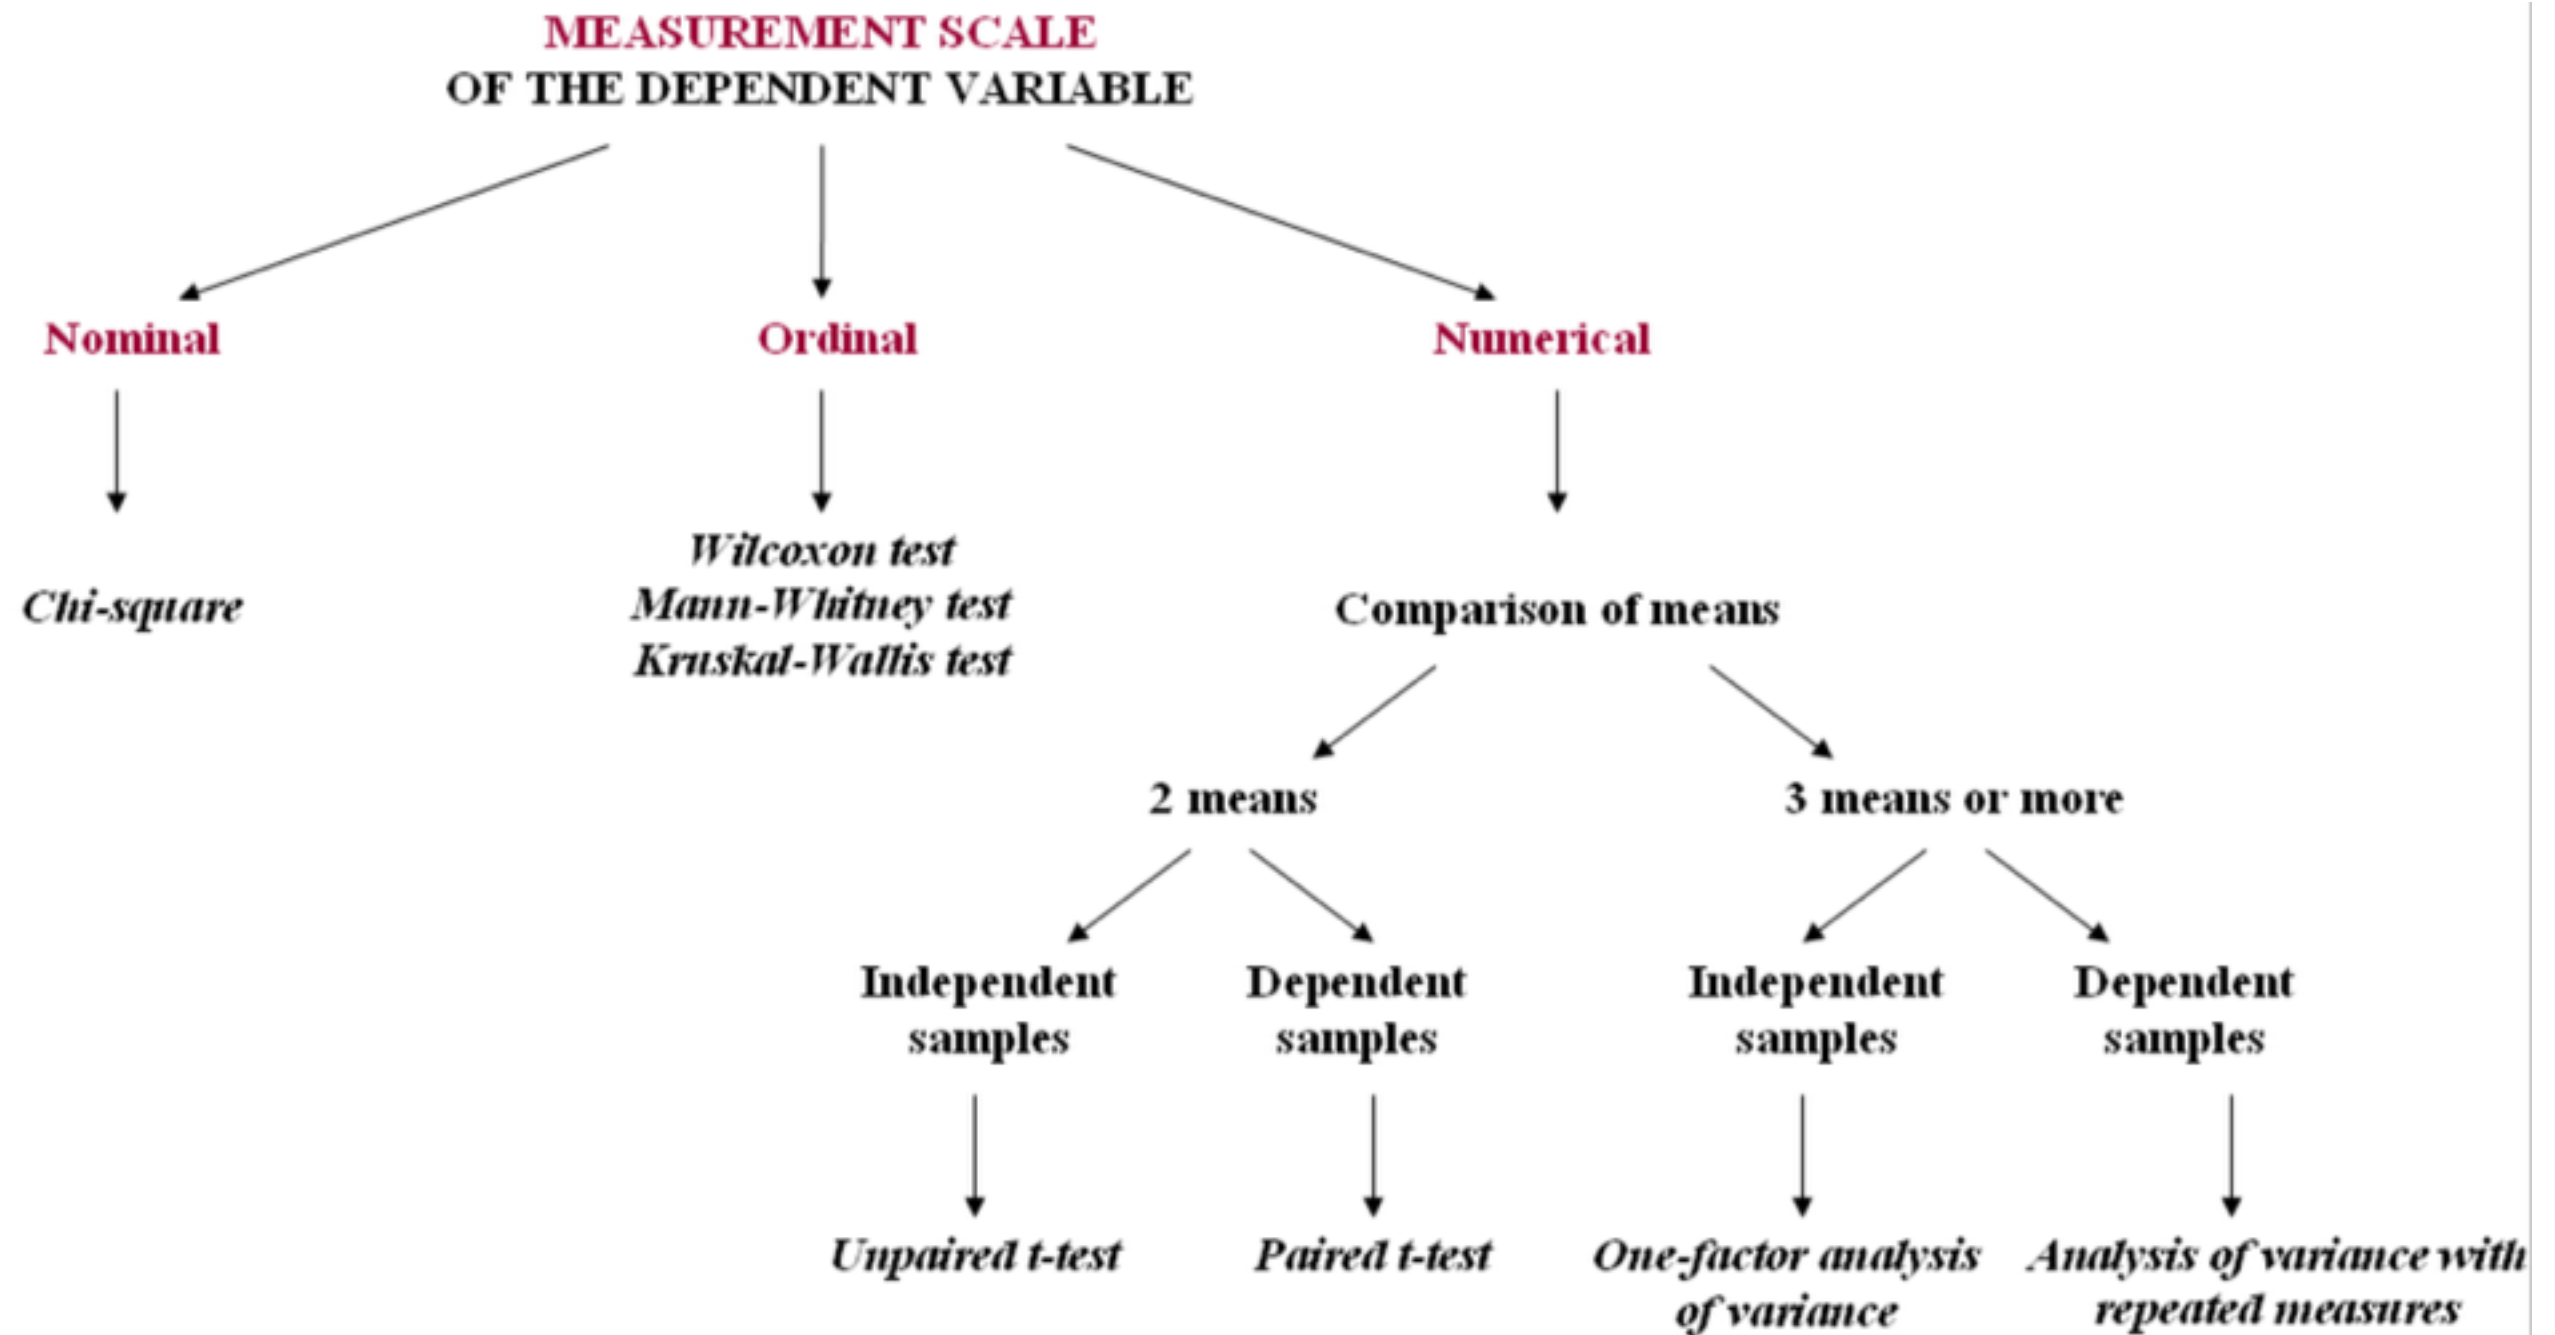 MEASUREMENT SCALE
OF THE DEPENDENT VARIABLE
Nominal
Ordinal
Numerical
Chi-square
Wilcoxon test
Mann-Whitney test
Kruskal-Wallis test
Comparison of means
2 means
3 means or more
Independent
samples
Dependent
samples
Independent
samples
Dependent
samples
Unpaired t-test
Paired t-test
One-factor analysis
of variance
Analysis of variance with
repeated measures